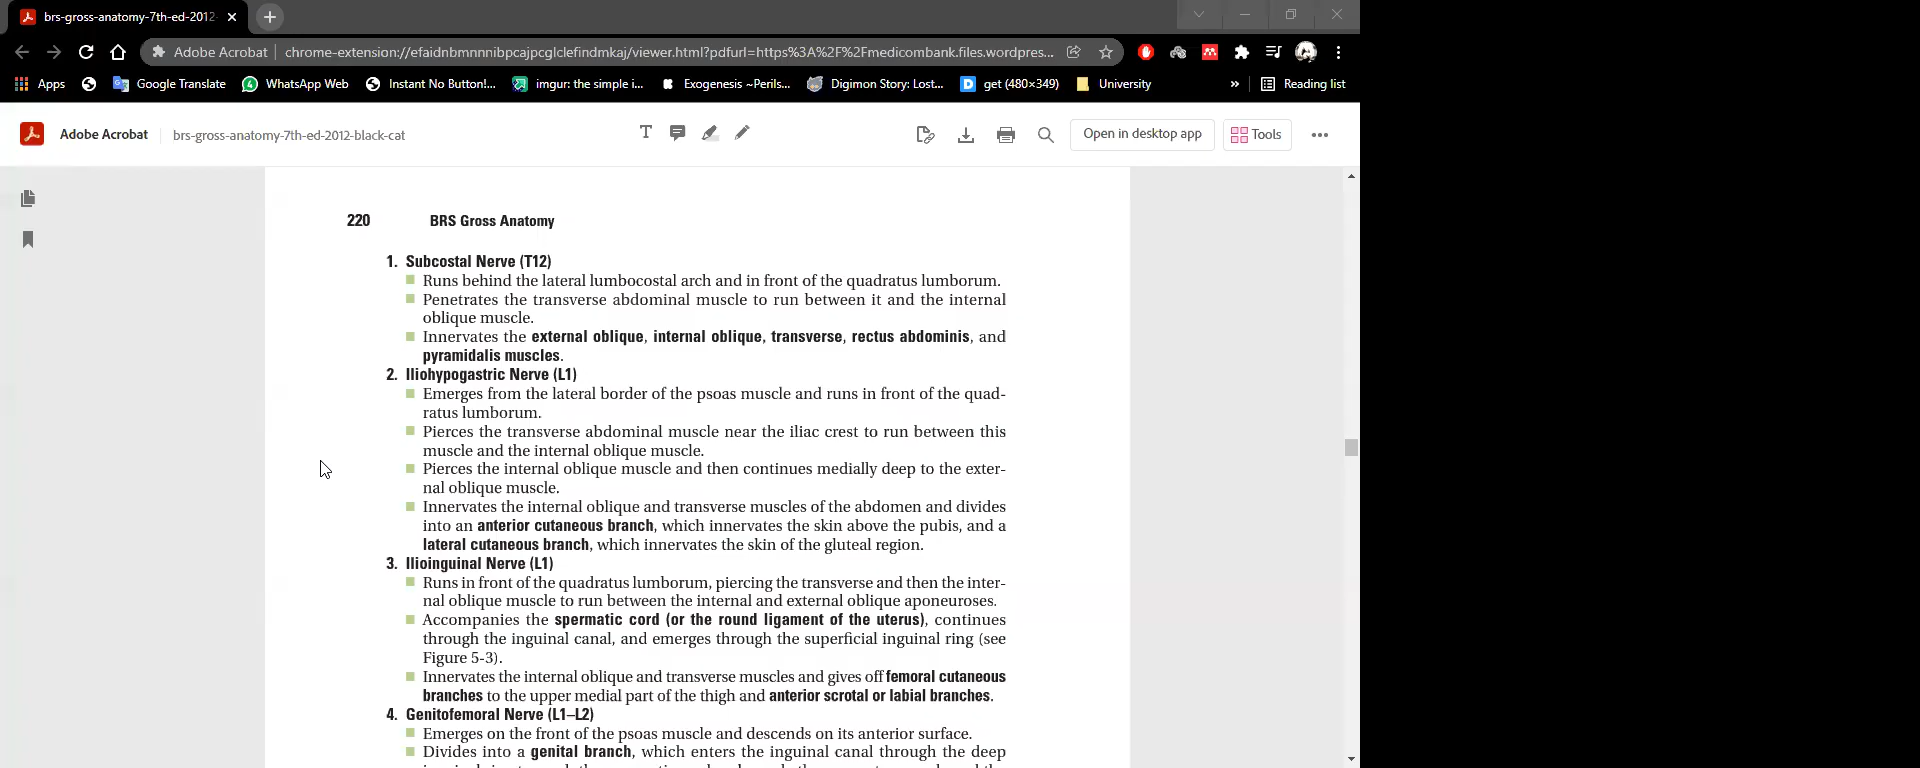 brs-gross-anatomy-7th-ed-2012-
Adobe Acrobat | chrome-extension://efaidnbmnnnibpcajpcglclefindmkaj/viewer.html?pdfurl=https%3A%2F%2Fmedicombank.files.wordpres...
Apps Google Translate WhatsApp Web Instant No Button!... imgur: the simple i... Exogenesis ~Perils... Digimon Story: Lost... get (480×349) University » Reading list
Adobe Acrobat brs-gross-anatomy-7th-ed-2012-black-cat Open in desktop app Tools
220 BRS Gross Anatomy
1. Subcostal Nerve (T12)
Runs behind the lateral lumbocostal arch and in front of the quadratus lumborum.
Penetrates the transverse abdominal muscle to run between it and the internal
oblique muscle.
Innervates the external oblique, internal oblique, transverse, rectus abdominis, and
pyramidalis muscles.
2. Iliohypogastric Nerve (L1)
Emerges from the lateral border of the psoas muscle and runs in front of the quad-
ratus lumborum.
Pierces the transverse abdominal muscle near the iliac crest to run between this
muscle and the internal oblique muscle.
Pierces the internal oblique muscle and then continues medially deep to the exter-
nal oblique muscle.
Innervates the internal oblique and transverse muscles of the abdomen and divides
into an anterior cutaneous branch, which innervates the skin above the pubis, and a
lateral cutaneous branch, which innervates the skin of the gluteal region.
3. Ilioinguinal Nerve (L1)
Runs in front of the quadratus lumborum, piercing the transverse and then the inter-
nal oblique muscle to run between the internal and external oblique aponeuroses.
Accompanies the spermatic cord (or the round ligament of the uterus), continues
through the inguinal canal, and emerges through the superficial inguinal ring (see
Figure 5-3).
Innervates the internal oblique and transverse muscles and gives off femoral cutaneous
branches to the upper medial part of the thigh and anterior scrotal or labial branches.
4. Genitofemoral Nerve (L1–L2)
Emerges on the front of the psoas muscle and descends on its anterior surface.
Divides into a genital branch, which enters the inguinal canal through the deep